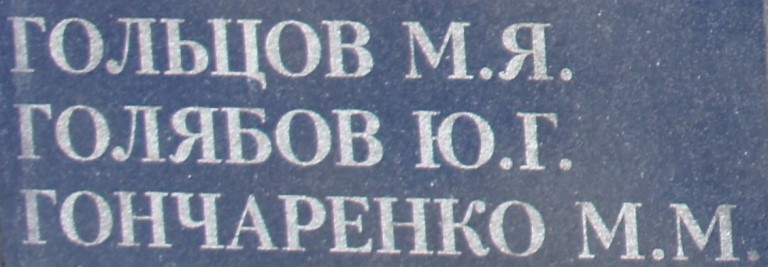 ГОЛЬЦОВ М.Я.
ГОЛЯБОВ Ю.Г.
ГОНЧАРЕНКО М.М.